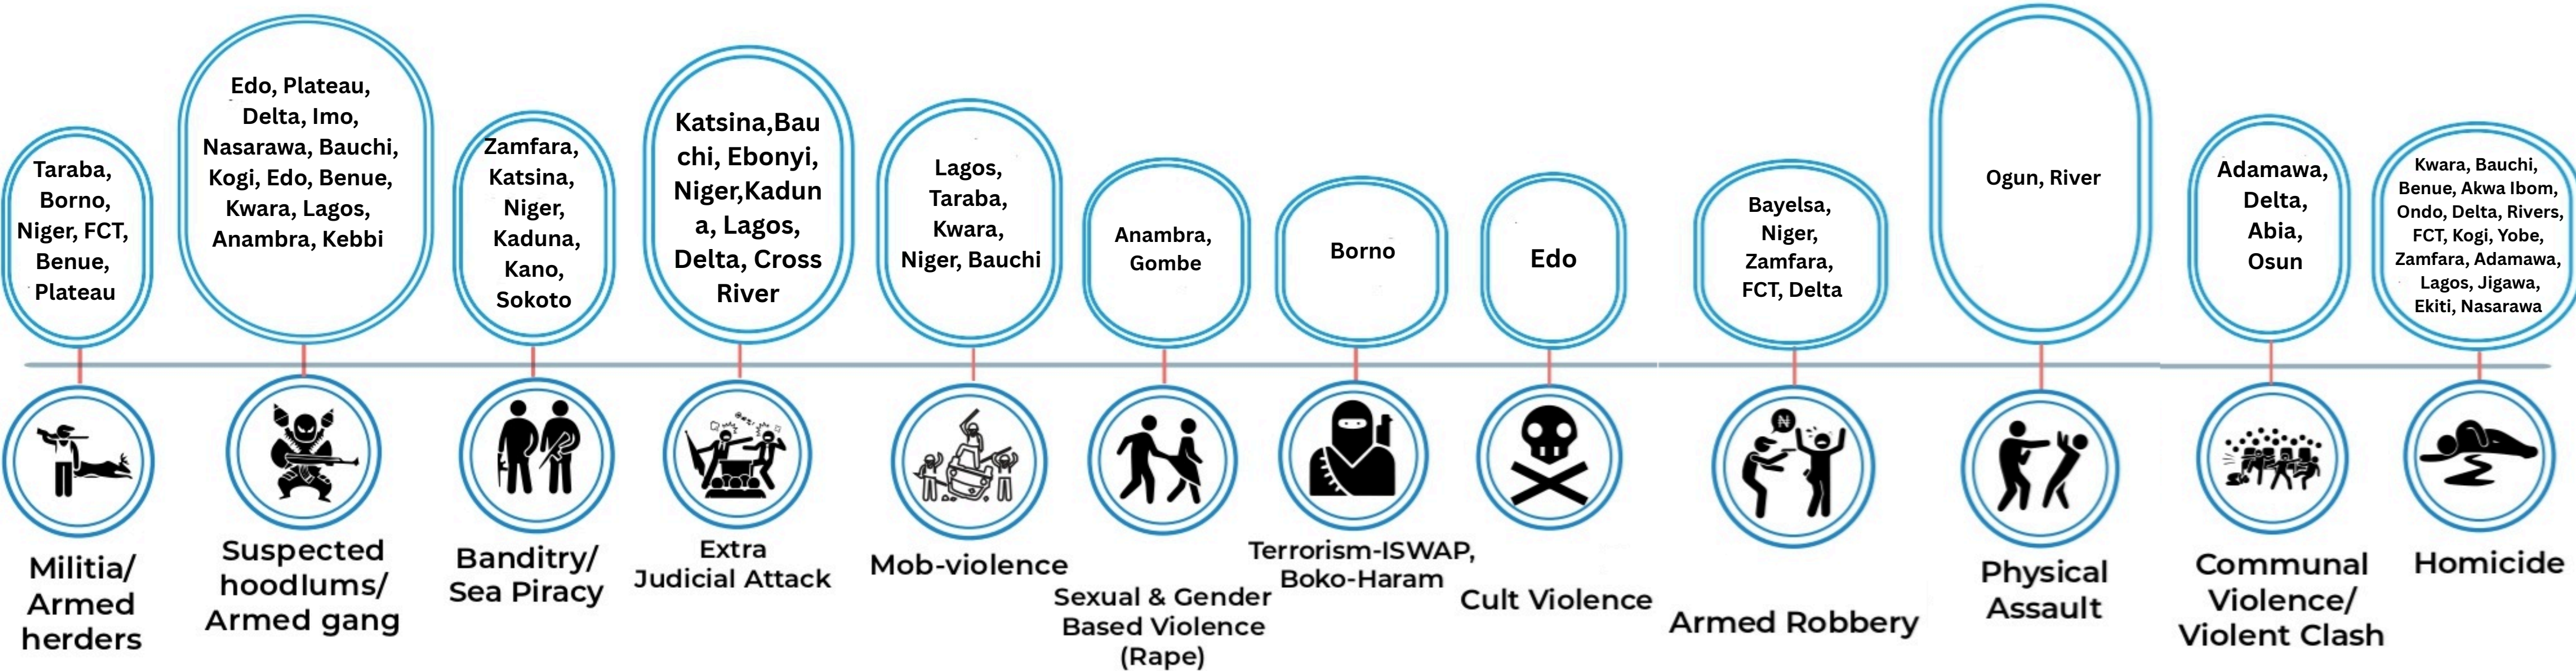 Taraba,
Borno,
Niger, FCT,
Benue,
Plateau
Militia/
Armed
herders
Edo, Plateau,
Delta, Imo,
Nasarawa, Bauchi,
Kogi, Edo, Benue,
Kwara, Lagos,
Anambra, Kebbi
Suspected
hoodlums/
Armed gang
Zamfara,
Katsina,
Niger,
Kaduna,
Kano,
Sokoto
Banditry/
Sea Piracy
Katsina,Bau
chi, Ebonyi,
Niger,Kadun
a, Lagos,
Delta, Cross
River
Extra
Judicial Attack
Lagos,
Taraba,
Kwara,
Niger, Bauchi
Mob-violence
Anambra,
Gombe
Sexual & Gender
Based Violence
(Rape)
Borno
Terrorism-ISWAP,
Boko-Haram
Edo
Cult Violence
Bayelsa,
Niger,
Zamfara,
FCT, Delta
₦
Armed Robbery
Ogun, River
Physical
Assault
Adamawa,
Delta,
Abia,
Osun
Communal
Violence/
Violent Clash
Kwara, Bauchi,
Benue, Akwa Ibom,
Ondo, Delta, Rivers,
FCT, Kogi, Yobe,
Zamfara, Adamawa,
Lagos, Jigawa,
Ekiti, Nasarawa
Homicide